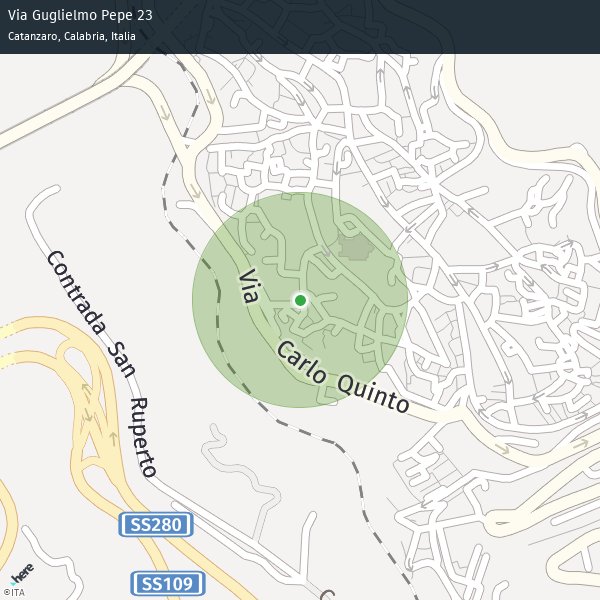 Via Guglielmo Pepe 23
Catanzaro, Calabria, Italia
Contrada San Ruperto
Via Carlo Quinto
SS280
SS109
C
here
©ITA